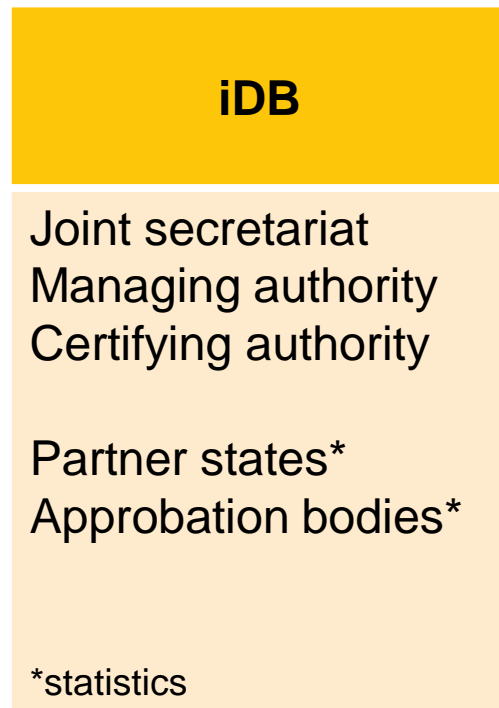 iDB
Joint secretariat
Managing authority
Certifying authority
Partner states*
Approbation bodies*
*statistics